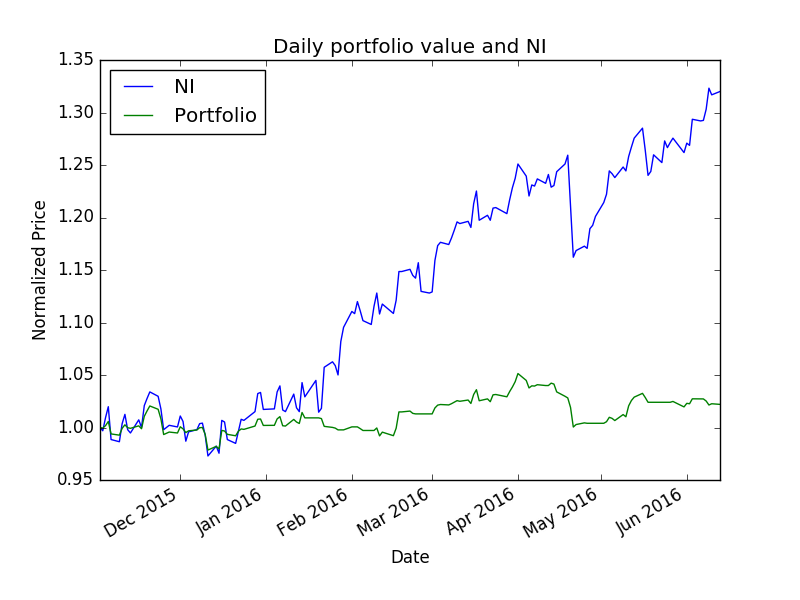 Daily portfolio value and NI
1.35
1.30
1.25
1.20
1.15
1.10
1.05
1.00
0.95
Normalized Price
NI
Portfolio
Dec 2015
Jan 2016
Feb 2016
Mar 2016
Apr 2016
May 2016
Jun 2016
Date